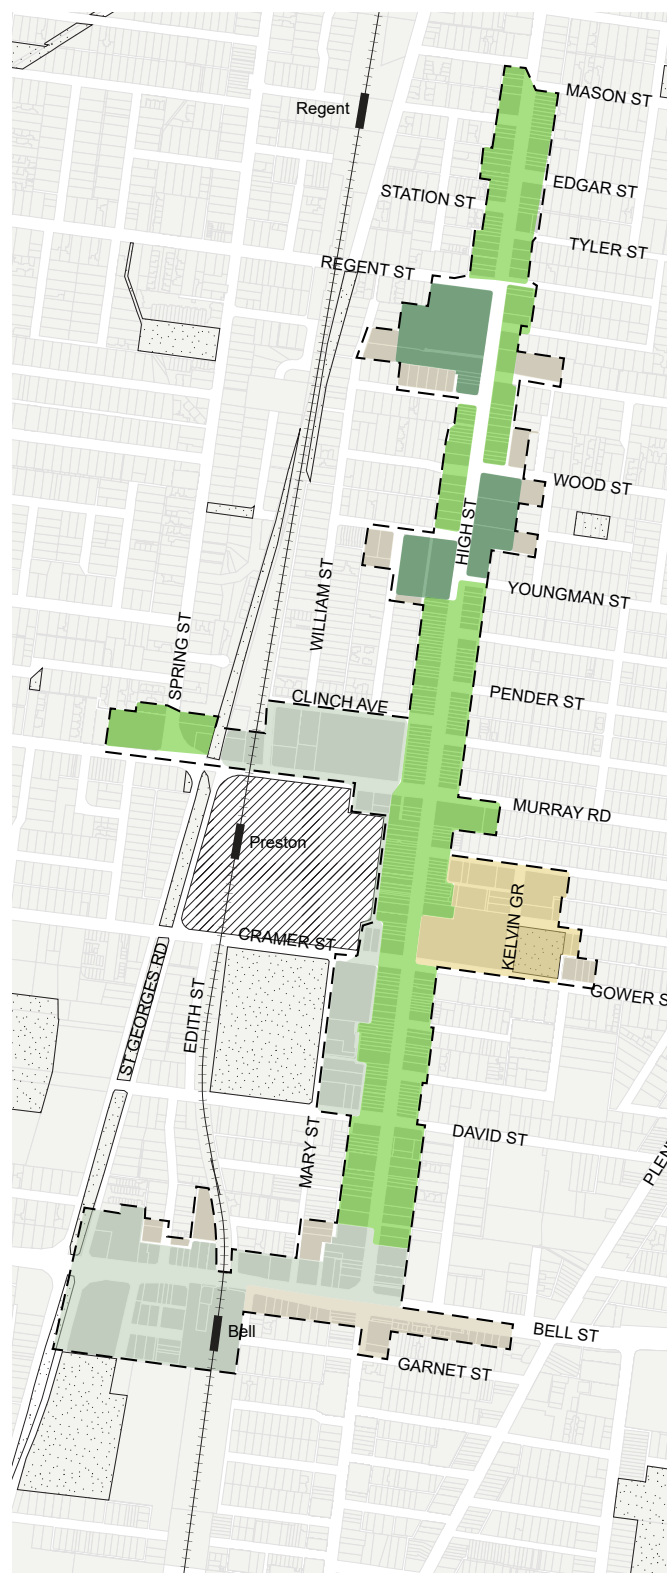 MASON ST
Regent
EDGAR ST
STATION ST
TYLER ST
REGENT ST
WOOD ST
HIGH ST
YOUNGMAN ST
WILLIAM ST
SPRING ST
PENDER ST
CLINCH AVE
MURRAY RD
Preston
KELVIN GR
CRAMER ST
GOWER S
ST GEORGES RD
EDITH ST
DAVID ST
MARY ST
PLEN
BELL ST
Bell
GARNET ST